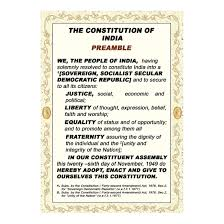 THE CONSTITUTION OF
INDIA
PREAMBLE
WE, THE PEOPLE OF INDIA, having
solemnly resolved to constitute India into a
¹[SOVEREIGN, SOCIALIST SECULAR
DEMOCRATIC REPUBLIC] and to secure
to all its citizens:
JUSTICE, social, economic and
political;
LIBERTY of thought, expression, belief,
faith and worship;
EQUALITY of status and of opportunity;
and to promote among them all
FRATERNITY assuring the dignity of
the individual and the ²[unity and
integrity of the Nation];
IN OUR CONSTITUENT ASSEMBLY
this twenty-sixth day of November, 1949 do
HEREBY ADOPT, ENACT AND GIVE TO
OURSELVES THIS CONSTITUTION.